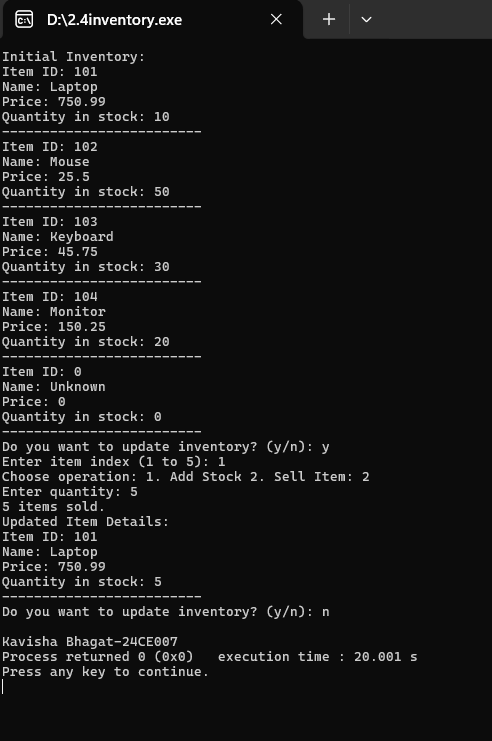 D:\2.4inventory.exe
Initial Inventory:
Item ID: 101
Name: Laptop
Price: 750.99
Quantity in stock: 10
-------------------------
Item ID: 102
Name: Mouse
Price: 25.5
Quantity in stock: 50
-------------------------
Item ID: 103
Name: Keyboard
Price: 45.75
Quantity in stock: 30
-------------------------
Item ID: 104
Name: Monitor
Price: 150.25
Quantity in stock: 20
-------------------------
Item ID: 0
Name: Unknown
Price: 0
Quantity in stock: 0
-------------------------
Do you want to update inventory? (y/n): y
Enter item index (1 to 5): 1
Choose operation: 1. Add Stock 2. Sell Item: 2
Enter quantity: 5
5 items sold.
Updated Item Details:
Item ID: 101
Name: Laptop
Price: 750.99
Quantity in stock: 5
-------------------------
Do you want to update inventory? (y/n): n
Kavisha Bhagat-24CE007
Process returned 0 (0x0)   execution time : 20.001 s
Press any key to continue.